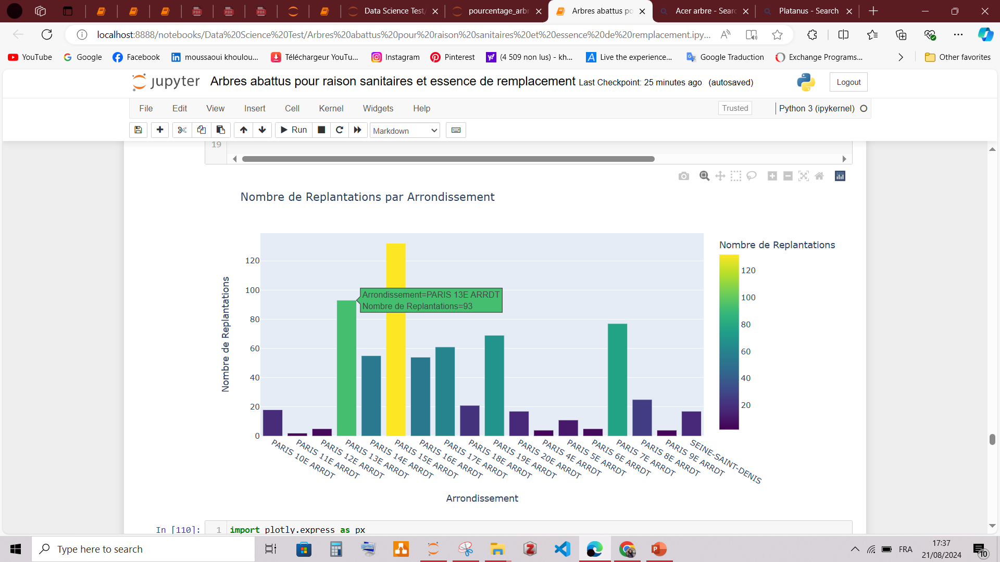 Data Science Test/
pourcentage_arbr
Arbres abattus po
Acer arbre - Searc
Platanus - Search
localhost:8888/notebooks/Data%20Science%20Test/Arbres%20abattus%20pour%20raison%20sanitaires%20et%20essence%20de%20remplacement.ipy...
YouTube
Google
Facebook
moussaoui khoulou...
Téléchargeur YouTu...
Instagram
Pinterest
(4 509 non lus) - kh...
Live the experience...
Google Traduction
Exchange Programs...
Other favorites
jupyter
Arbres abattus pour raison sanitaires et essence de remplacement Last Checkpoint: 25 minutes ago (autosaved)
Logout
File Edit View Insert Cell Kernel Widgets Help
Trusted
Python 3 (ipykernel)
Run
Markdown
19
Nombre de Replantations par Arrondissement
Nombre de Replantations
120
100
80
60
40
20
0
Arrondissement=PARIS 13E ARRDT
Nombre de Replantations=93
PARIS 10E ARRDT
PARIS 11E ARRDT
PARIS 12E ARRDT
PARIS 13E ARRDT
PARIS 14E ARRDT
PARIS 15E ARRDT
PARIS 16E ARRDT
PARIS 17E ARRDT
PARIS 18E ARRDT
PARIS 19E ARRDT
PARIS 20E ARRDT
PARIS 4E ARRDT
PARIS 5E ARRDT
PARIS 6E ARRDT
PARIS 7E ARRDT
PARIS 8E ARRDT
PARIS 9E ARRDT
SEINE-SAINT-DENIS
Arrondissement
Nombre de Replantations
120
100
80
60
40
20
In [110]:
1 import plotly.express as px
Type here to search
FRA
17:37
21/08/2024
10